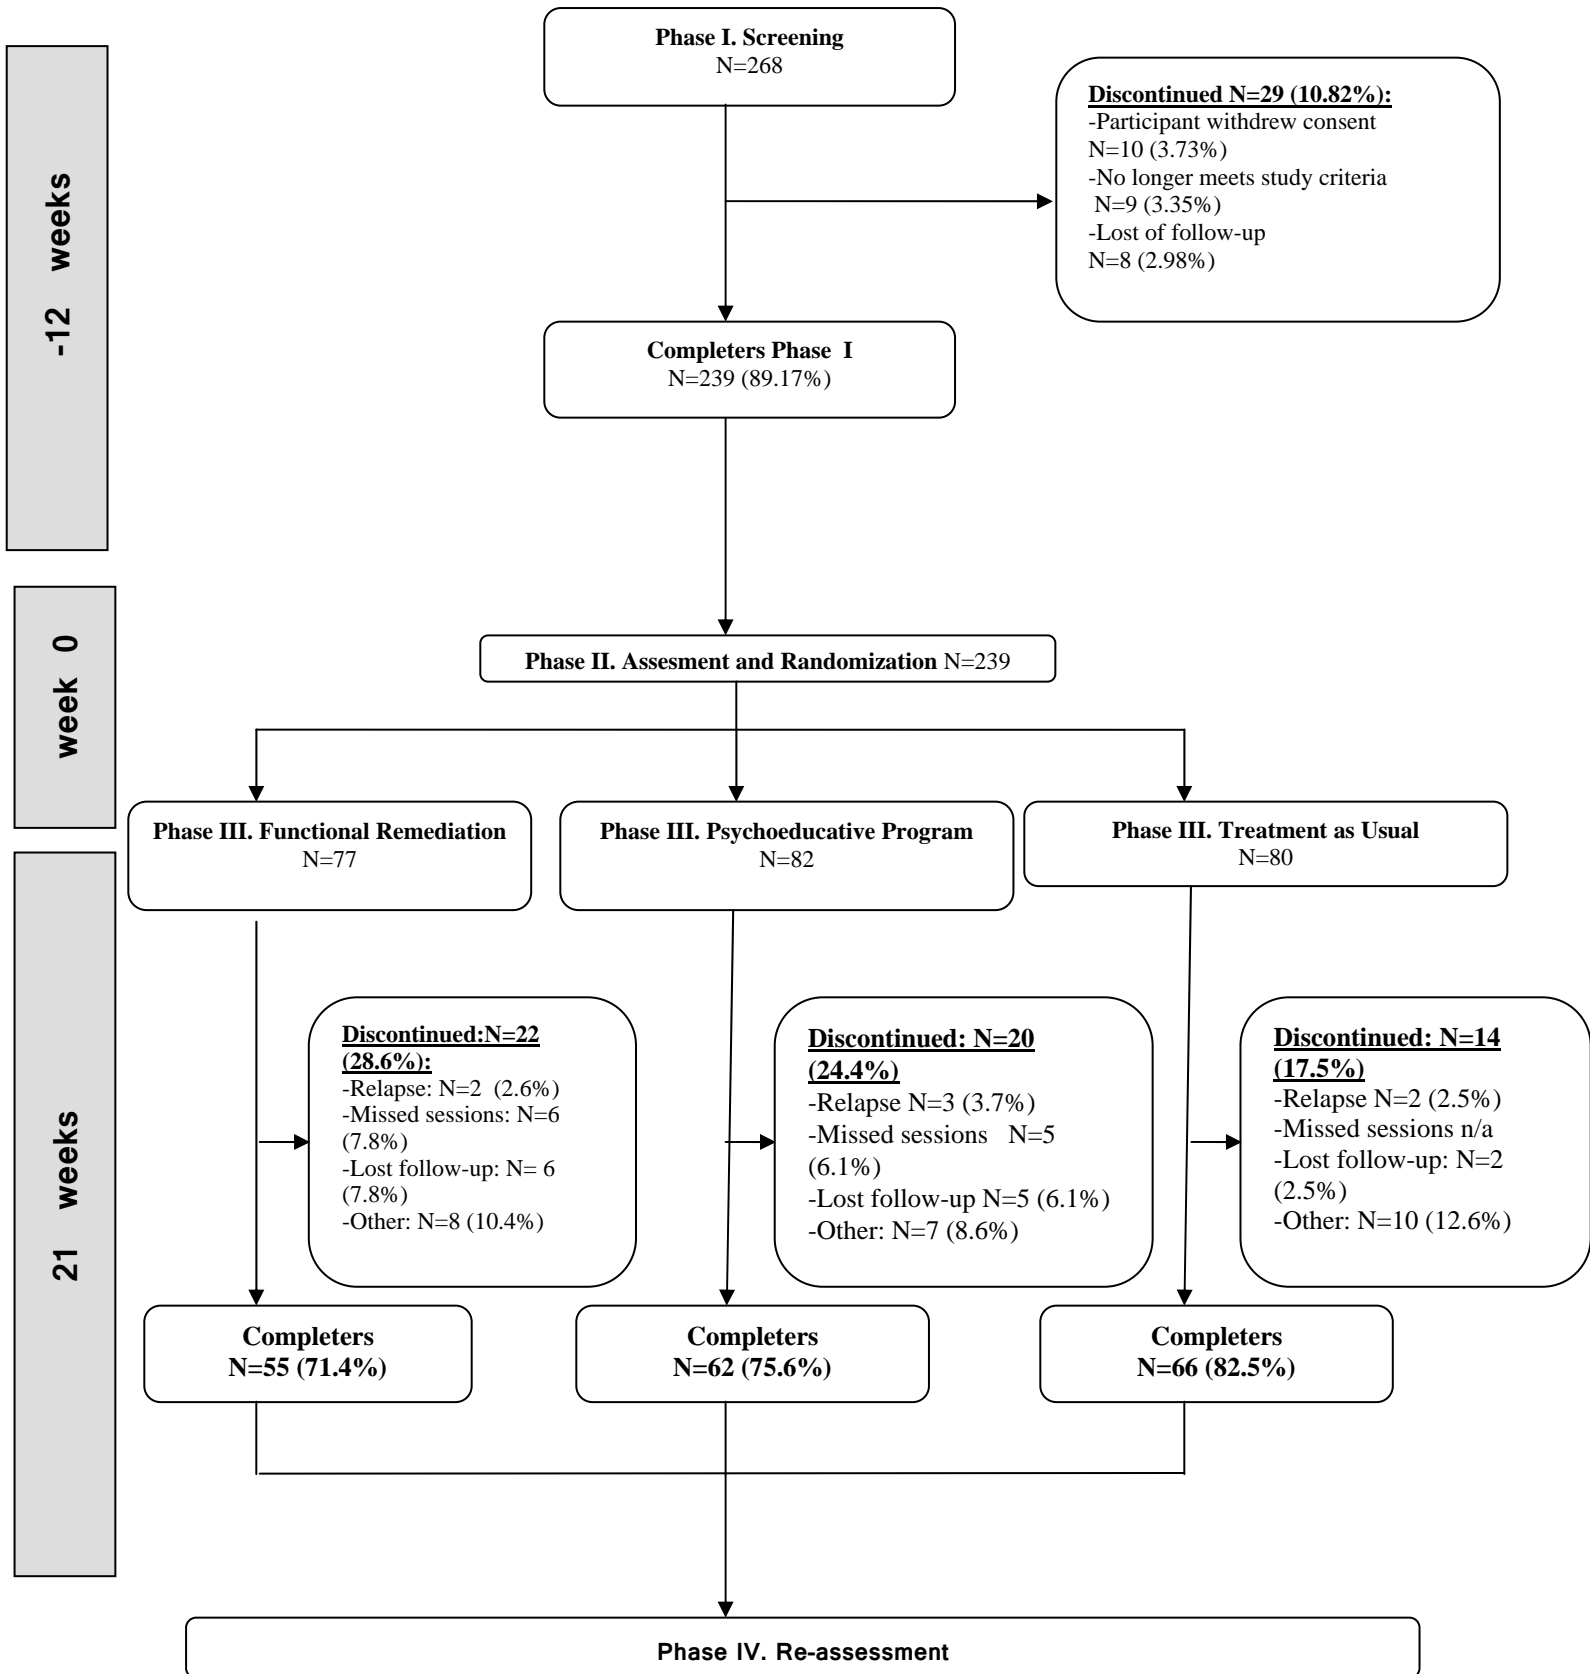 Phase I. Screening
N=268
Discontinued N=29 (10.82%):
-Participant withdrew consent
N=10 (3.73%)
-No longer meets study criteria
N=9 (3.35%)
-Lost of follow-up
N=8 (2.98%)
-12 weeks
Completers Phase I
N=239 (89.17%)
week 0
Phase II. Assesment and Randomization N=239
Phase III. Functional Remediation
N=77
Phase III. Psychoeducative Program
N=82
Phase III. Treatment as Usual
N=80
21 weeks
Discontinued:N=22
(28.6%):
-Relapse: N=2 (2.6%)
-Missed sessions: N=6
(7.8%)
-Lost follow-up: N= 6
(7.8%)
-Other: N=8 (10.4%)
Discontinued: N=20
(24.4%)
-Relapse N=3 (3.7%)
-Missed sessions N=5
(6.1%)
-Lost follow-up N=5 (6.1%)
-Other: N=7 (8.6%)
Discontinued: N=14
(17.5%)
-Relapse N=2 (2.5%)
-Missed sessions n/a
-Lost follow-up: N=2
(2.5%)
-Other: N=10 (12.6%)
Completers
N=55 (71.4%)
Completers
N=62 (75.6%)
Completers
N=66 (82.5%)
Phase IV. Re-assessment